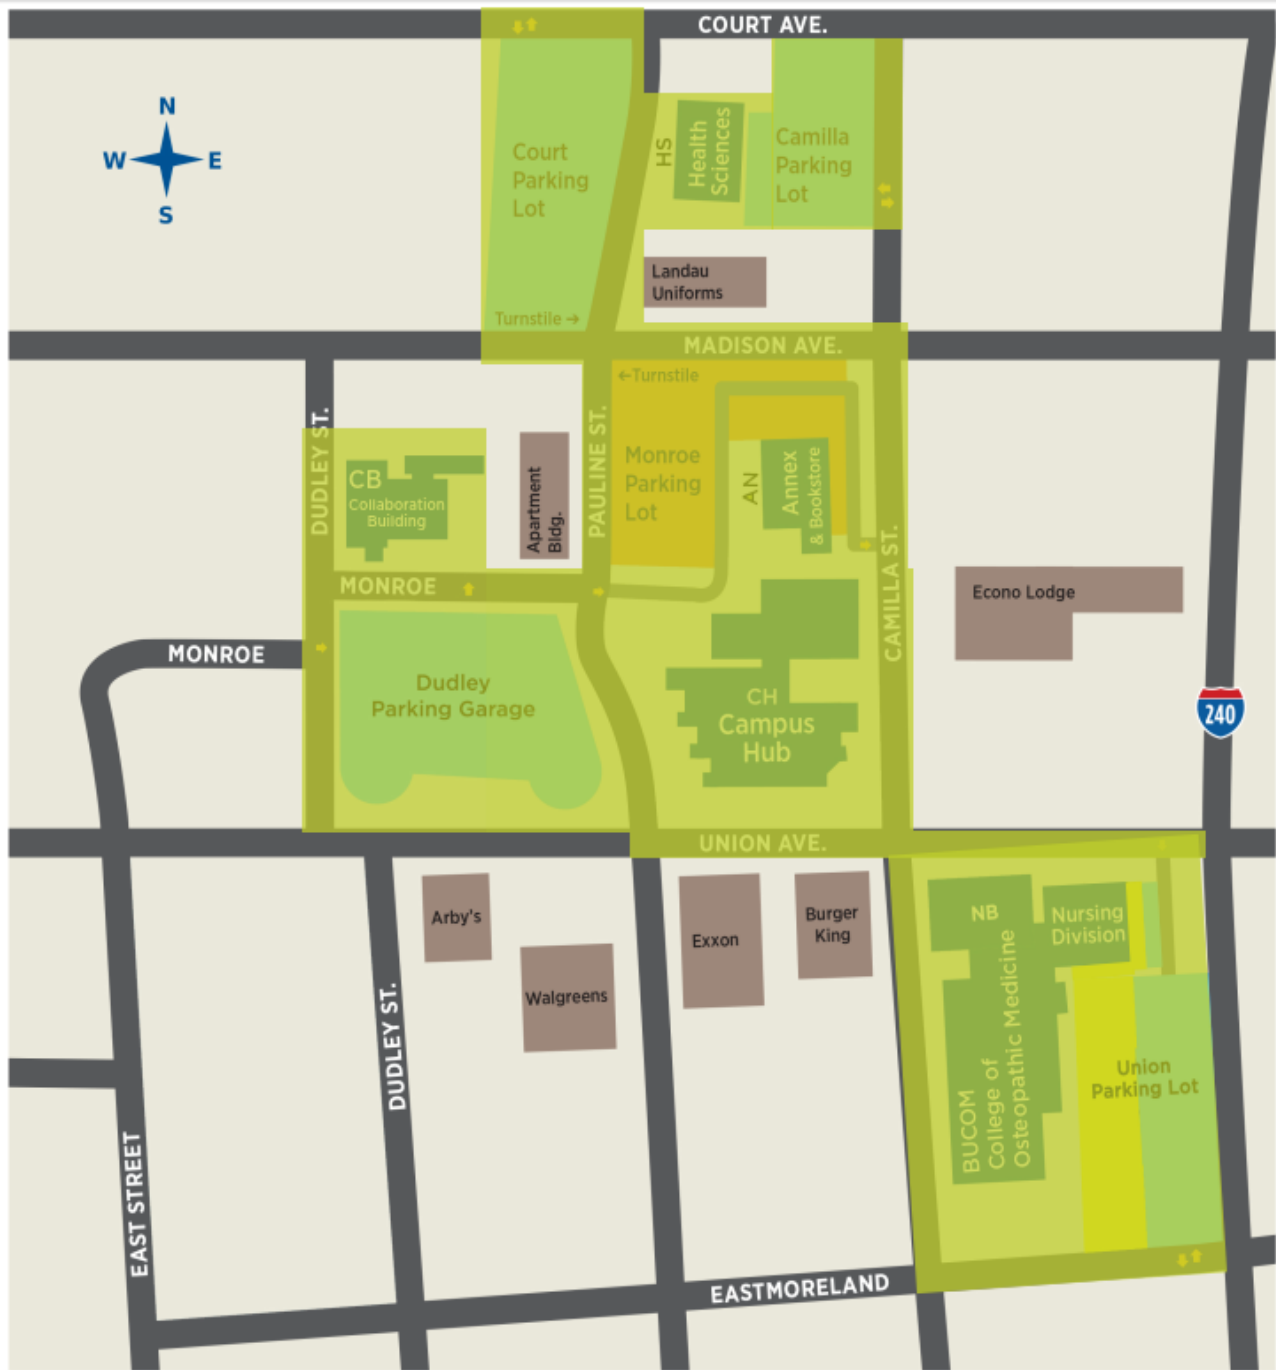 COURT AVE.
N
W
E
S
Court
Parking
Lot
HS
Health
Sciences
Camilla
Parking
Lot
Landau
Uniforms
Turnstile →
MADISON AVE.
←Turnstile
DUDLEY ST.
CB
Collaboration
Building
Apartment
Bldg.
PAULINE ST.
Monroe
Parking
Lot
AN
Annex
& Bookstore
CAMILLA ST.
MONROE
Econo Lodge
MONROE
Dudley
Parking Garage
CH
Campus
Hub
240
UNION AVE.
Arby's
Walgreens
Exxon
Burger
King
NB
Nursing
Division
BUCOM
College of
Osteopathic Medicine
Union
Parking Lot
DUDLEY ST.
EAST STREET
EASTMORELAND